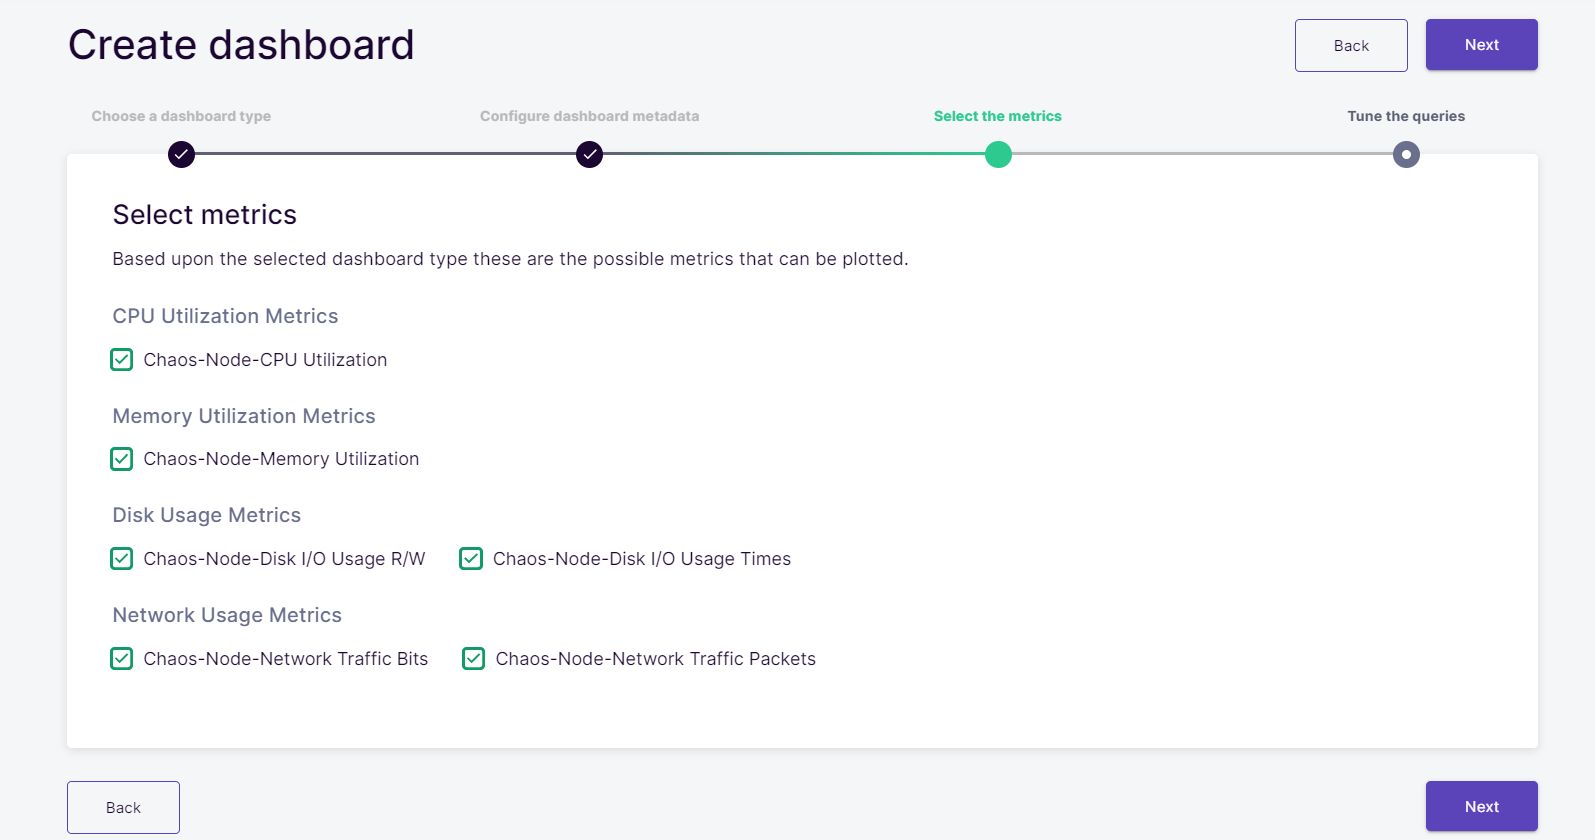 Create dashboard
Back
Next
Choose a dashboard type
Configure dashboard metadata
Select the metrics
Tune the queries
Select metrics
Based upon the selected dashboard type these are the possible metrics that can be plotted.
CPU Utilization Metrics
Chaos-Node-CPU Utilization
Memory Utilization Metrics
Chaos-Node-Memory Utilization
Disk Usage Metrics
Chaos-Node-Disk I/O Usage R/W
Chaos-Node-Disk I/O Usage Times
Network Usage Metrics
Chaos-Node-Network Traffic Bits
Chaos-Node-Network Traffic Packets
Back
Next